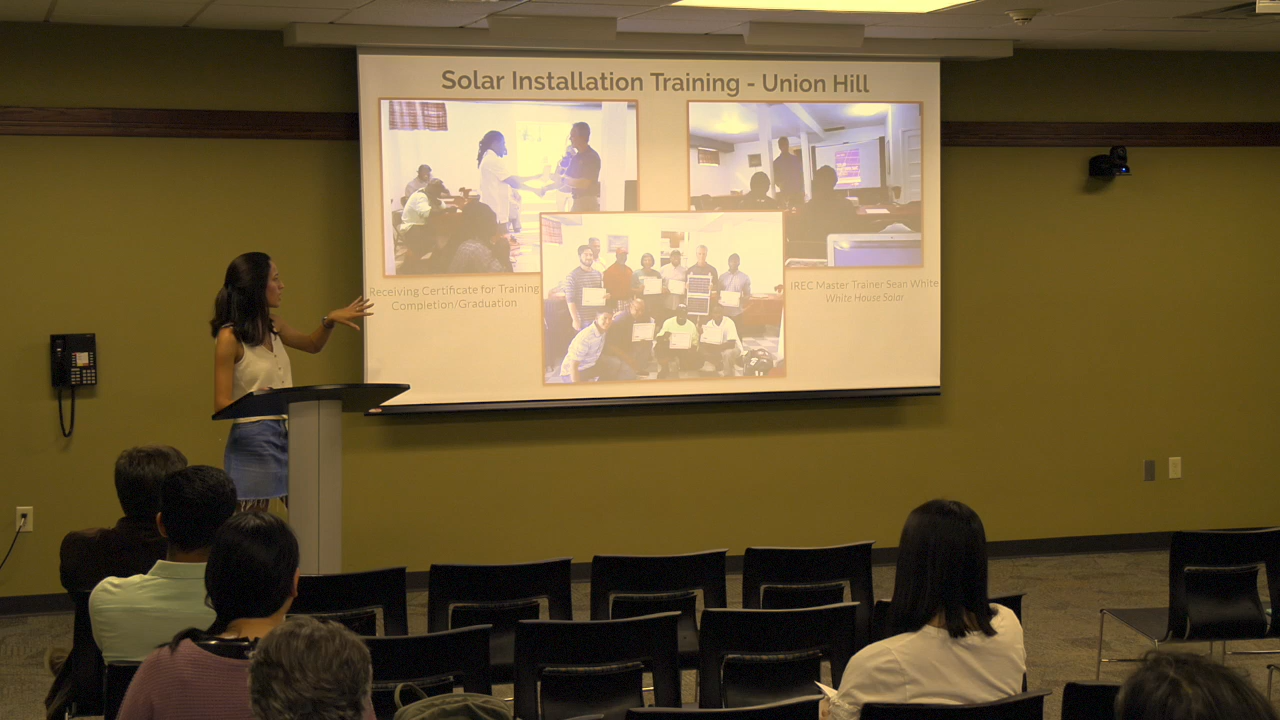 Solar Installation Training - Union Hill
Receiving Certificate for Training
Completion/Graduation
IREC Master Trainer Sean White
White House Solar